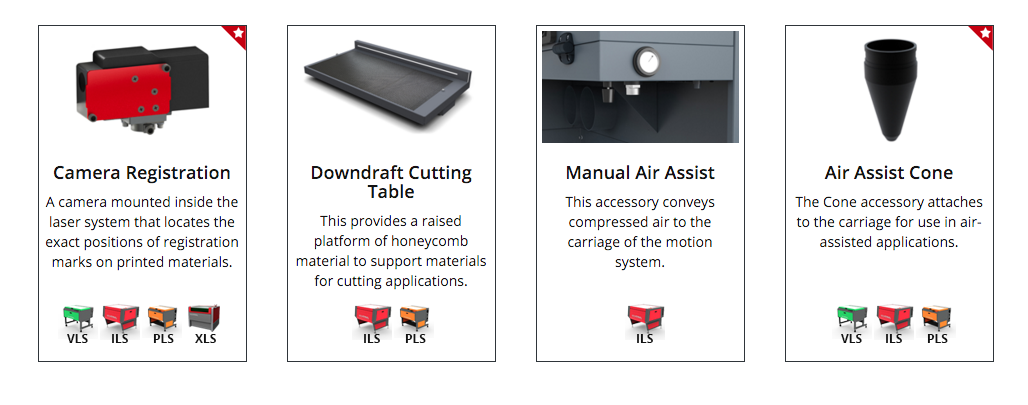 Camera Registration
A camera mounted inside the
laser system that locates the
exact positions of registration
marks on printed materials.
VLS ILS PLS XLS
Downdraft Cutting
Table
This provides a raised
platform of honeycomb
material to support materials
for cutting applications.
ILS PLS
Manual Air Assist
This accessory conveys
compressed air to the
carriage of the motion
system.
ILS
Air Assist Cone
The Cone accessory attaches
to the carriage for use in air-
assisted applications.
VLS ILS PLS